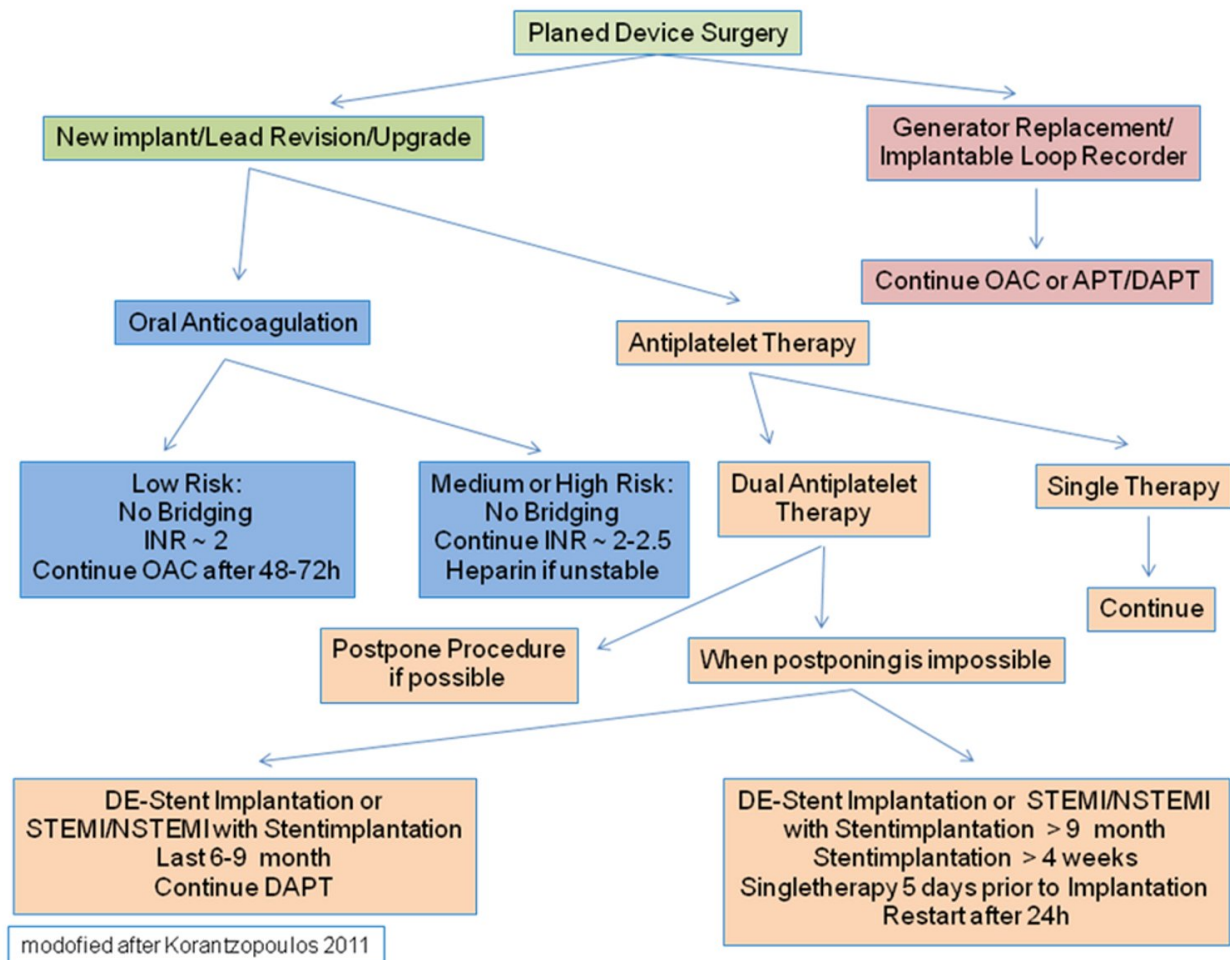 Planed Device Surgery
New implant/Lead Revision/Upgrade
Generator Replacement/
Implantable Loop Recorder
Continue OAC or APT/DAPT
Oral Anticoagulation
Antiplatelet Therapy
Low Risk:
No Bridging
INR ~ 2
Continue OAC after 48-72h
Medium or High Risk:
No Bridging
Continue INR ~ 2-2.5
Heparin if unstable
Dual Antiplatelet
Therapy
Single Therapy
Continue
Postpone Procedure
if possible
When postponing is impossible
DE-Stent Implantation or
STEMI/NSTEMI with Stentimplantation
Last 6-9 month
Continue DAPT
DE-Stent Implantation or STEMI/NSTEMI
with Stentimplantation > 9 month
Stentimplantation > 4 weeks
Singletherapy 5 days prior to Implantation
Restart after 24h
modofied after Korantzopoulos 2011